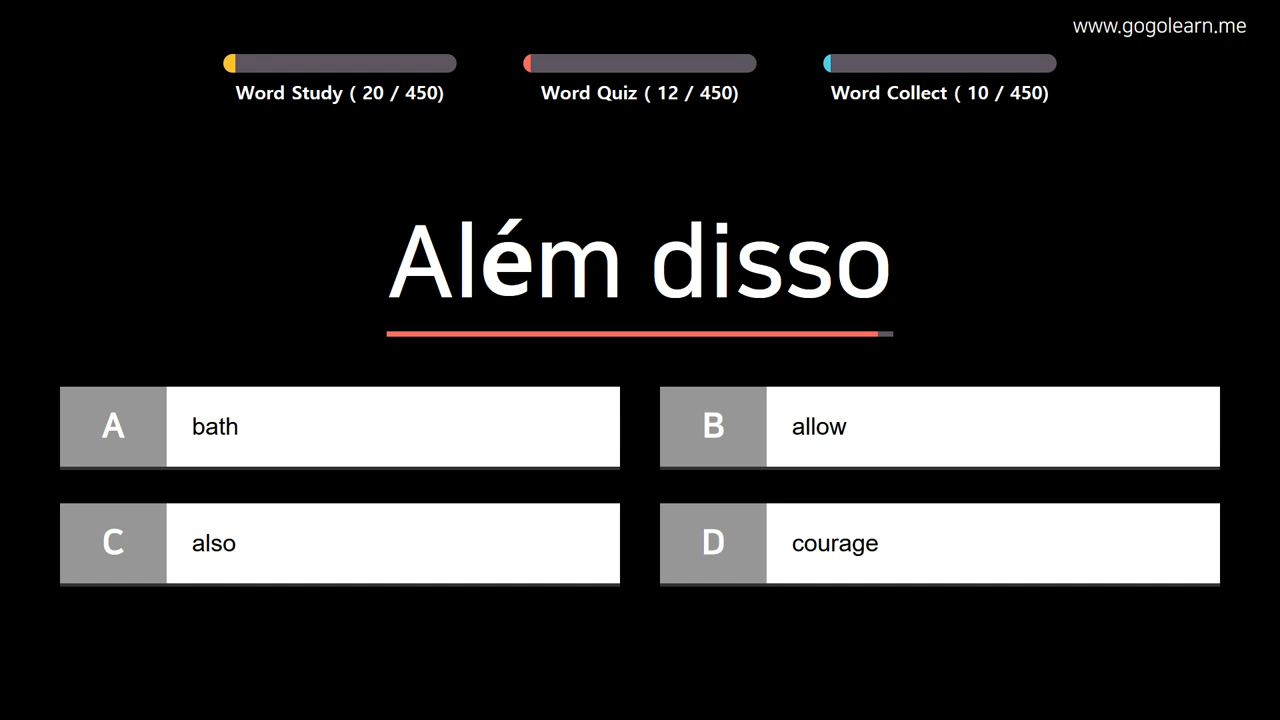 www.gogolearn.me
Word Study ( 20 / 450)
Word Quiz ( 12 / 450)
Word Collect ( 10 / 450)
Além disso
A bath
B allow
C also
D courage